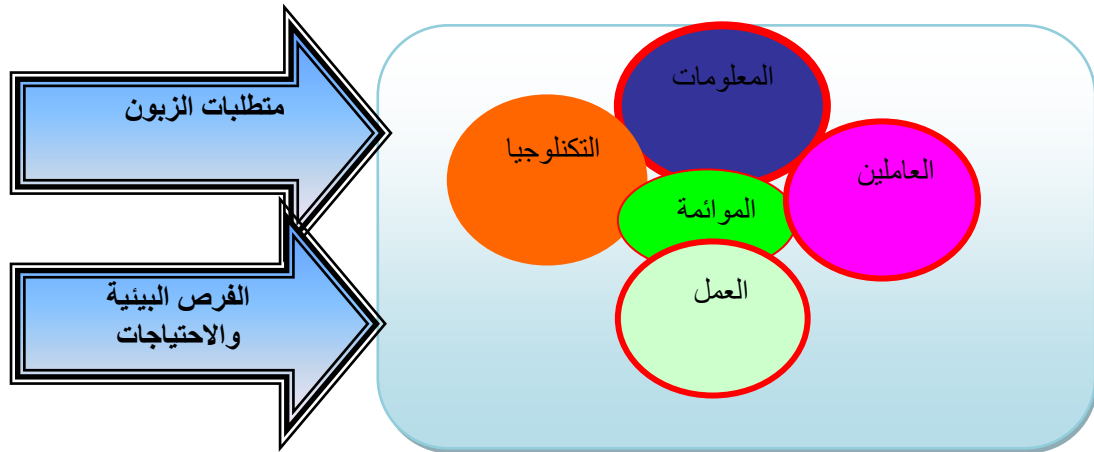 متطلبات الزبون
الفرص البيئية
والاحتياجات
المعلومات
التكنلوجيا
العاملين
الموائمة
العمل